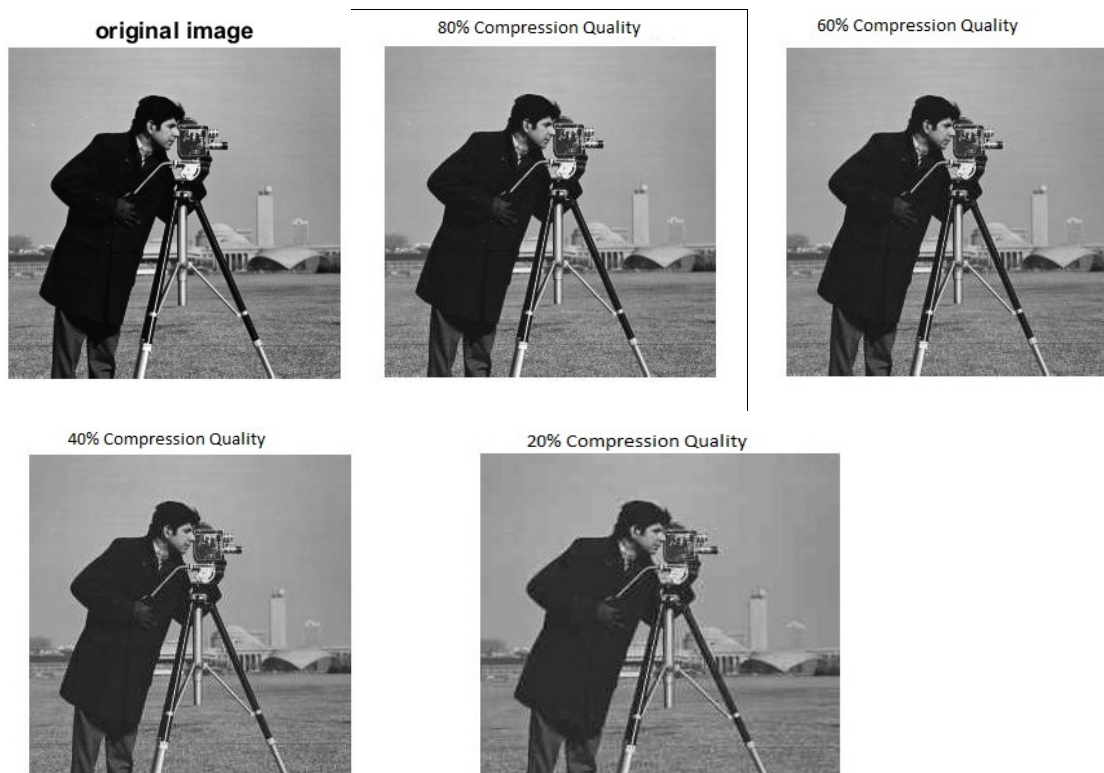 original image
80% Compression Quality
60% Compression Quality
40% Compression Quality
20% Compression Quality